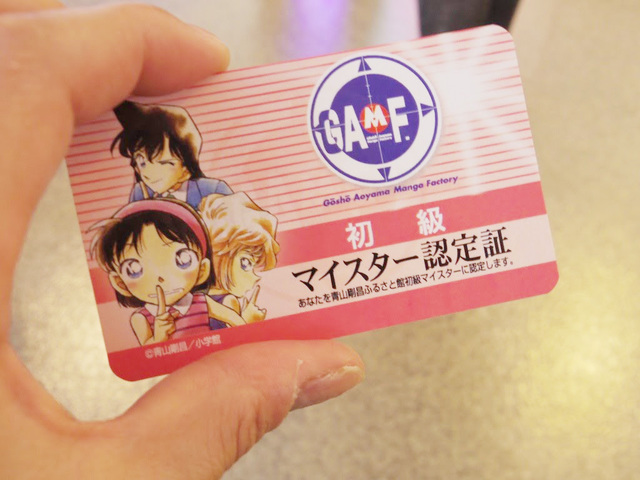 GAMF
Gōshō Aoyama Manga Factory
初級
マイスター認定証
あなたを青山剛昌ふるさと館初級マイスターに認定します。
©青山剛昌／小学館